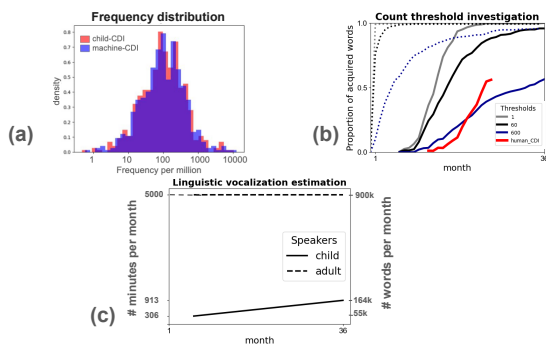 Frequency distribution
child-CDI
machine-CDI
density
0.8
0.7
0.6
0.5
0.4
0.3
0.2
0.1
0.0
1 10 100 1000 10000
Frequency per million
(a)
Count threshold investigation
Proportion of acquired words
1.0
0.5
0.0
1 36
month
Thresholds
1
60
600
human_CDI
(b)
Linguistic vocalization estimation
# minutes per month
5000
913
306
Speakers
child
adult
900k
164k
55k
# words per month
1 36
month
(c)